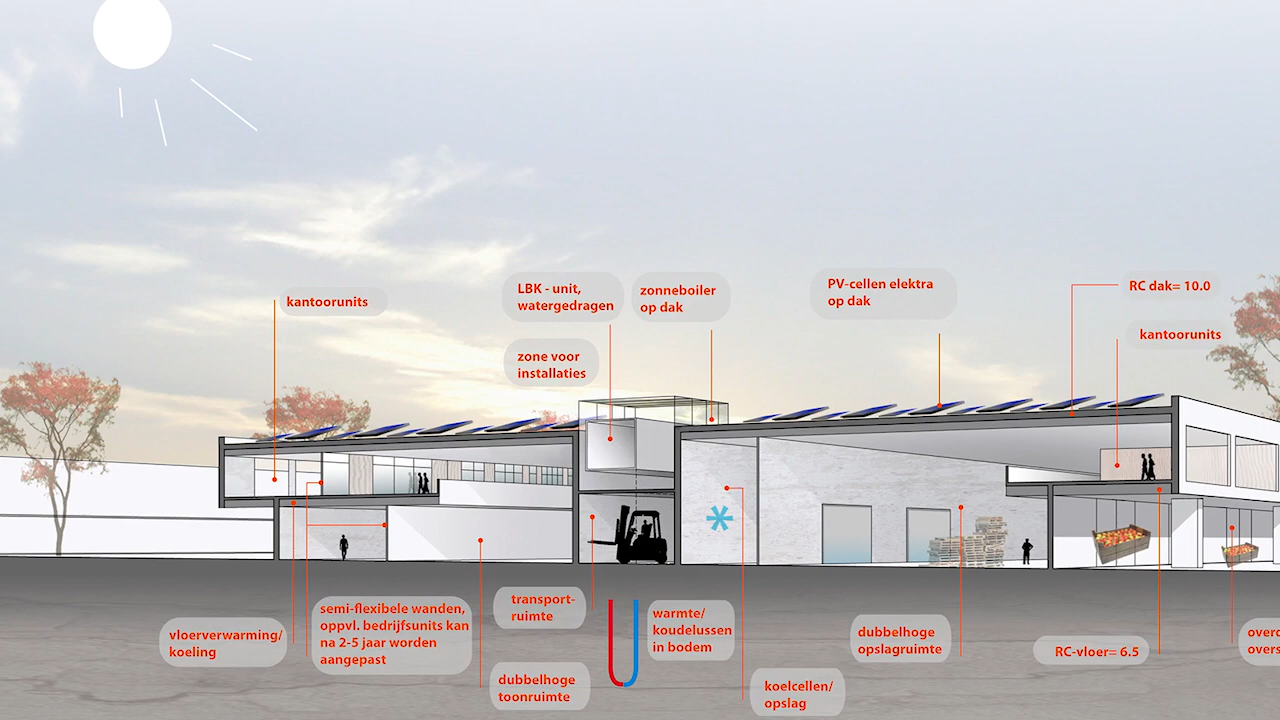 kantoorunits
LBK - unit,
watergedragen
zonneboiler
op dak
PV-cellen elektra
op dak
RC dak= 10.0
kantoorunits
zone voor
installaties
vloerverwarming/
koeling
semi-flexibele wanden,
oppvl. bedrijfsunits kan
na 2-5 jaar worden
aangepast
transport-
ruimte
dubbelhoge
toonruimte
warmte/
koudelussen
in bodem
koelcellen/
opslag
dubbelhoge
opslagruimte
RC-vloer= 6.5